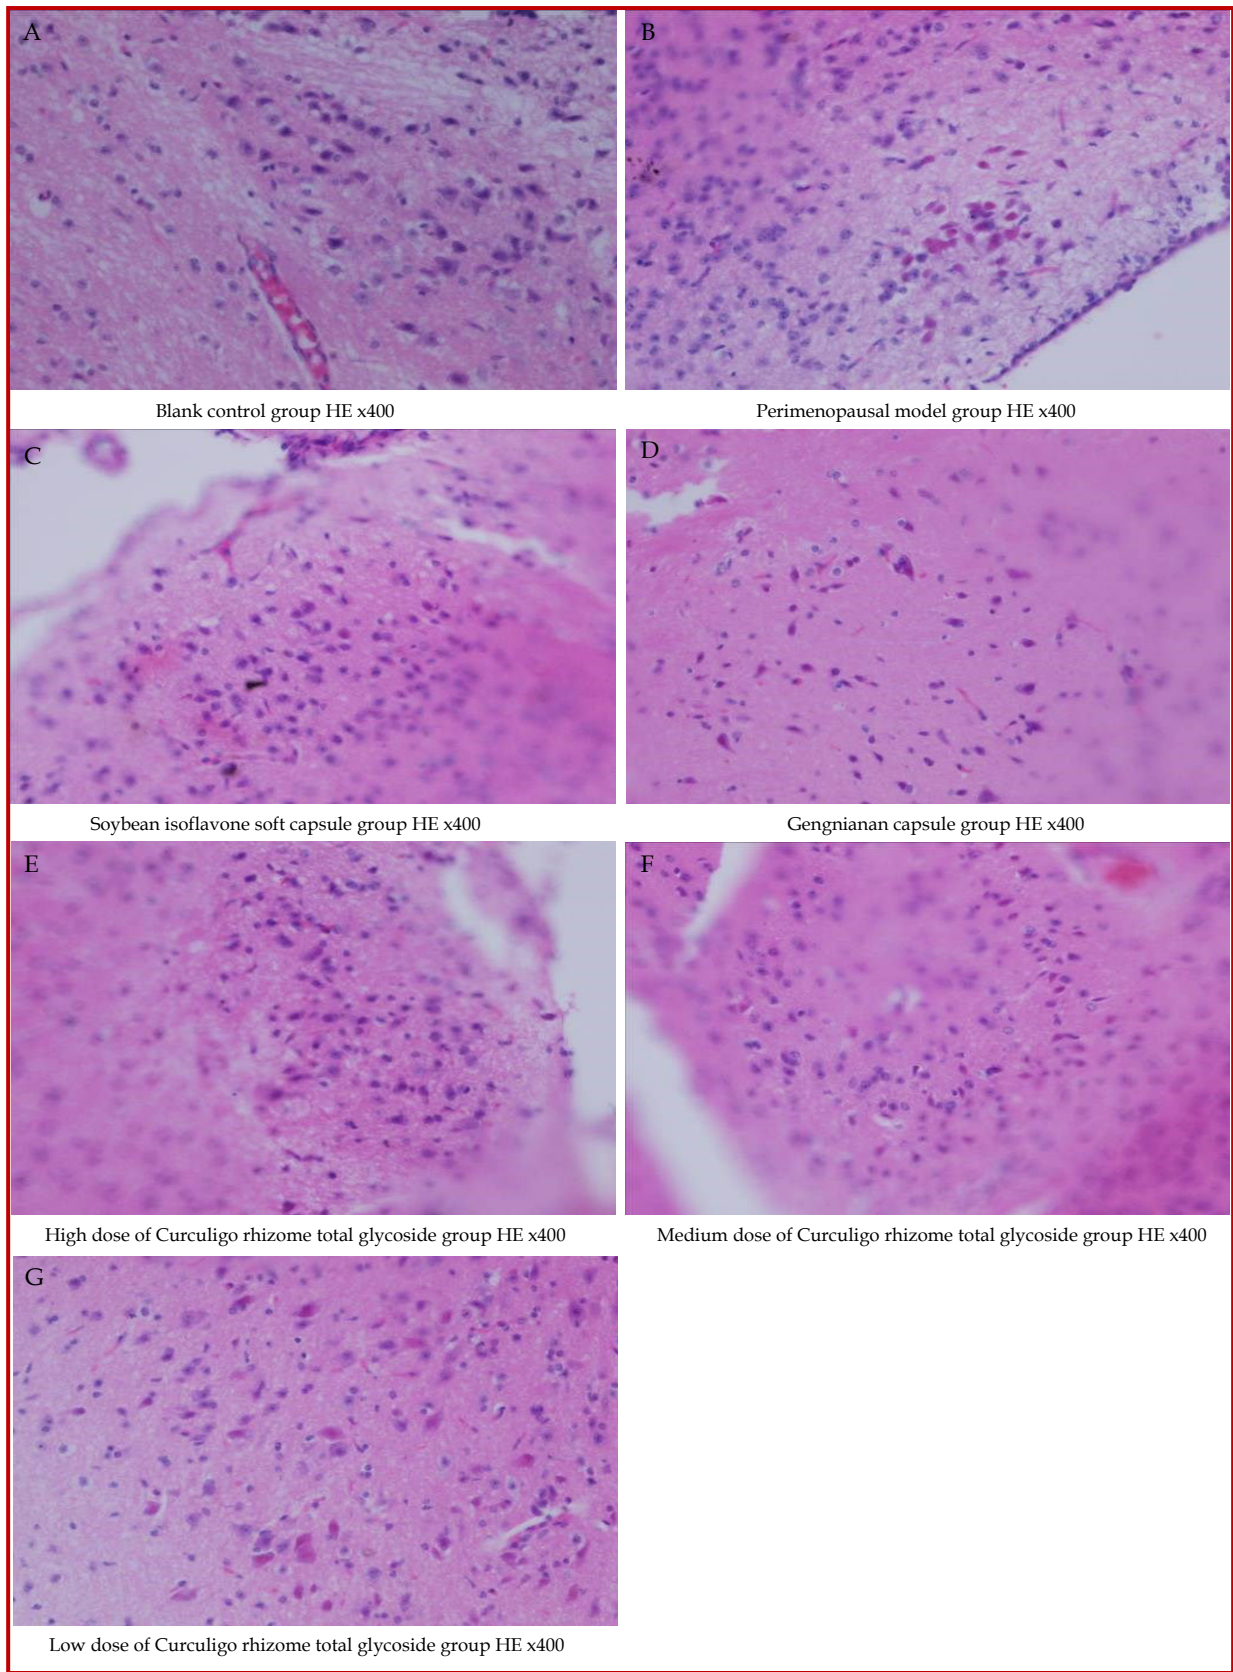 A
B
Blank control group HE x400
Perimenopausal model group HE x400
C
D
Soybean isoflavone soft capsule group HE x400
Gengnianan capsule group HE x400
E
F
High dose of Curculigo rhizome total glycoside group HE x400
Medium dose of Curculigo rhizome total glycoside group HE x400
G
Low dose of Curculigo rhizome total glycoside group HE x400